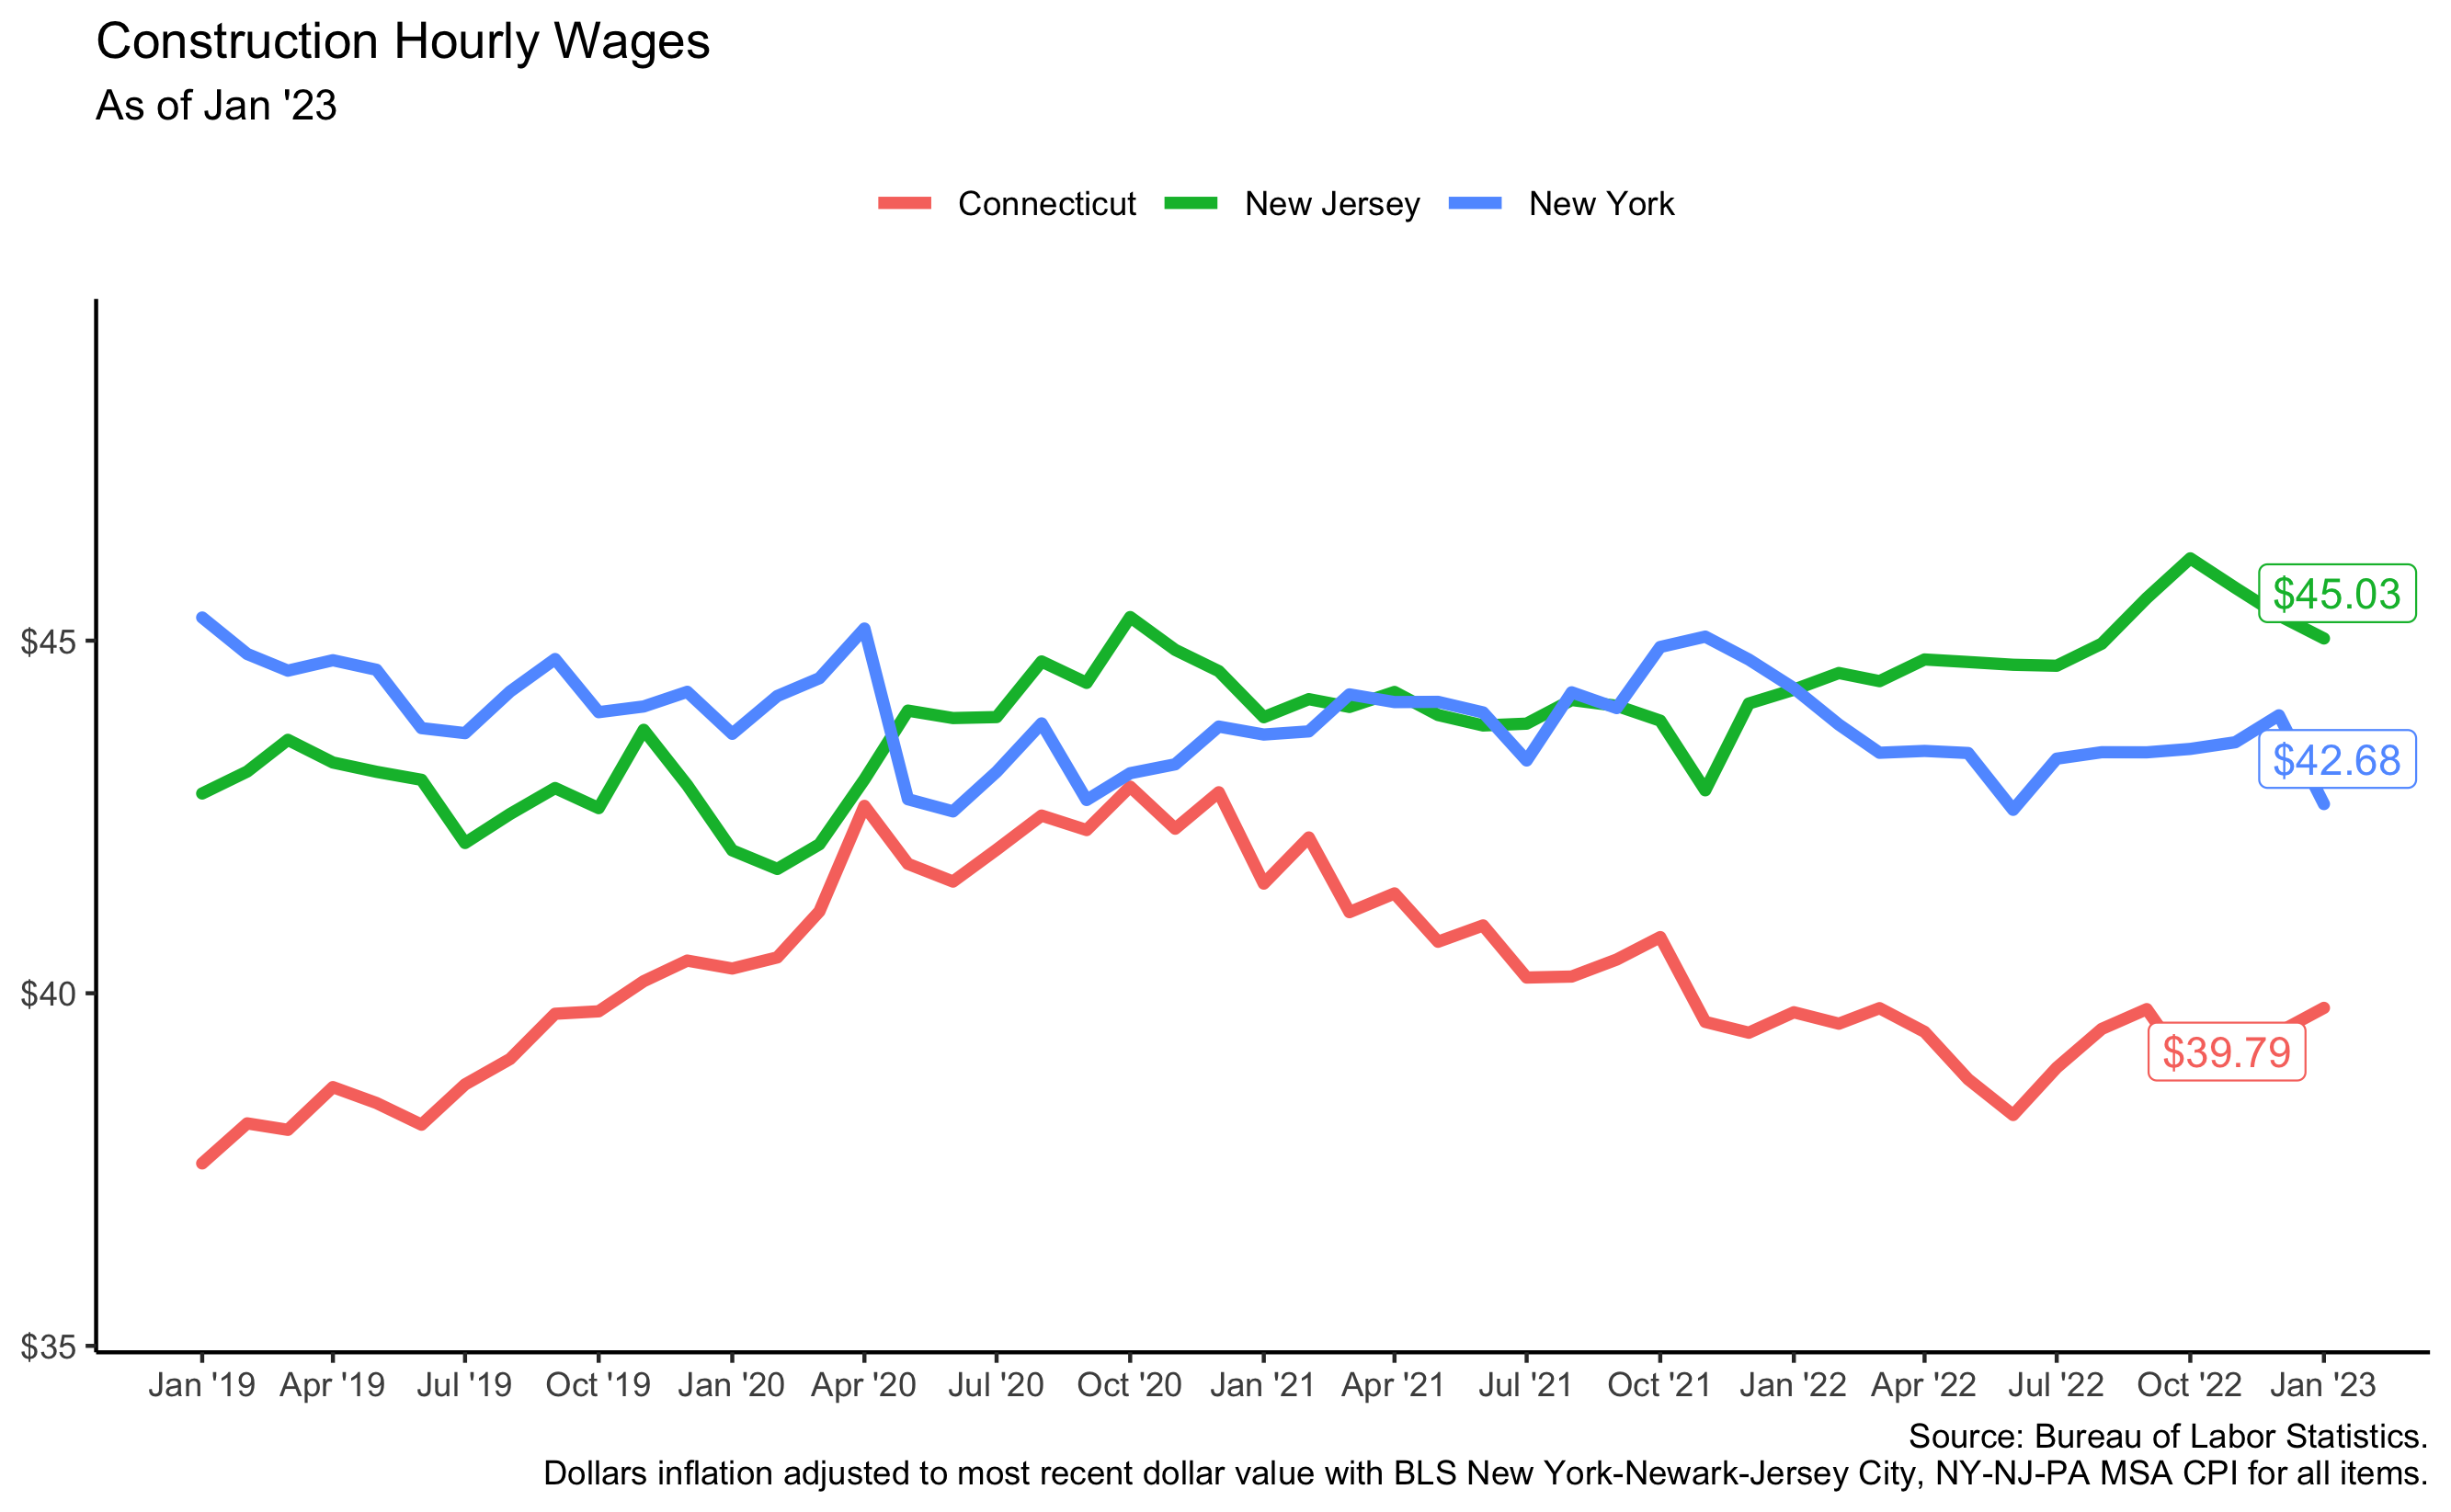 Construction Hourly Wages
As of Jan '23
Connecticut New Jersey New York
$45
$40
$35
$45.03
$42.68
$39.79
Jan '19 Apr '19 Jul '19 Oct '19 Jan '20 Apr '20 Jul '20 Oct '20 Jan '21 Apr '21 Jul '21 Oct '21 Jan '22 Apr '22 Jul '22 Oct '22 Jan '23
Source: Bureau of Labor Statistics.
Dollars inflation adjusted to most recent dollar value with BLS New York-Newark-Jersey City, NY-NJ-PA MSA CPI for all items.